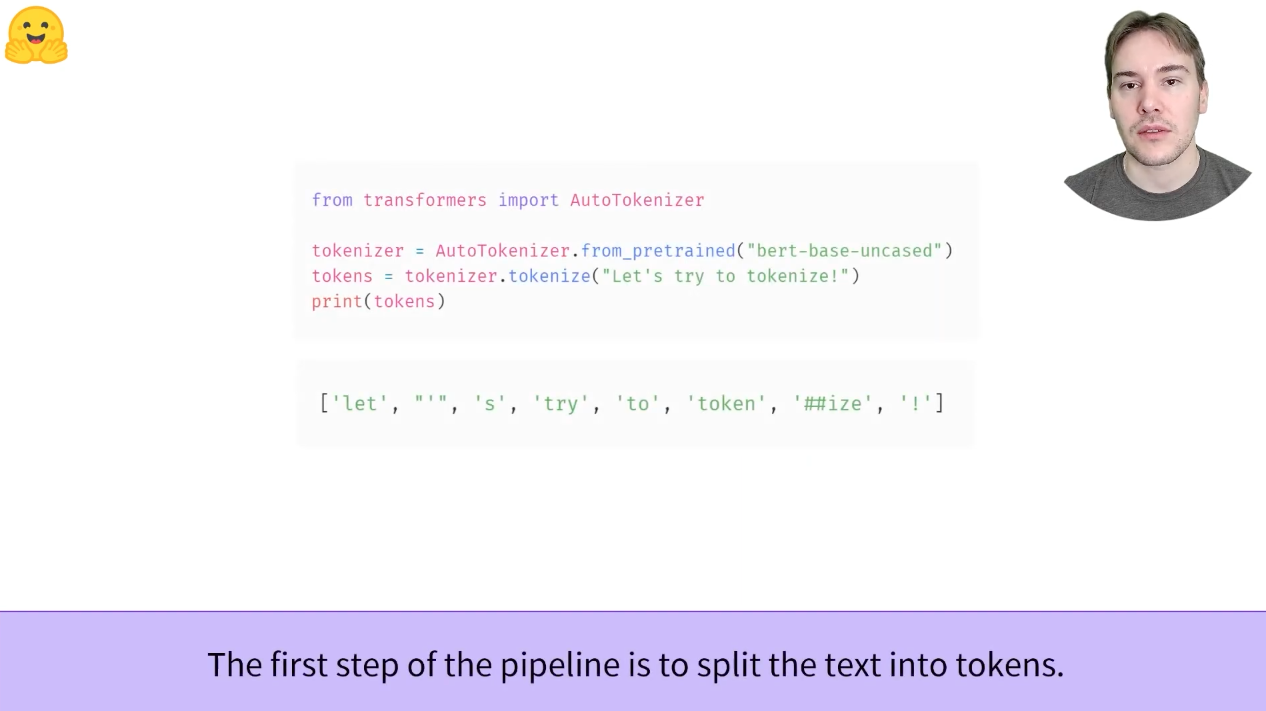 from transformers import AutoTokenizer
tokenizer = AutoTokenizer.from_pretrained("bert-base-uncased")
tokens = tokenizer.tokenize("Let's try to tokenize!")
print(tokens)
['let', "'", 's', 'try', 'to', 'token', '##ize', '!']
The first step of the pipeline is to split the text into tokens.